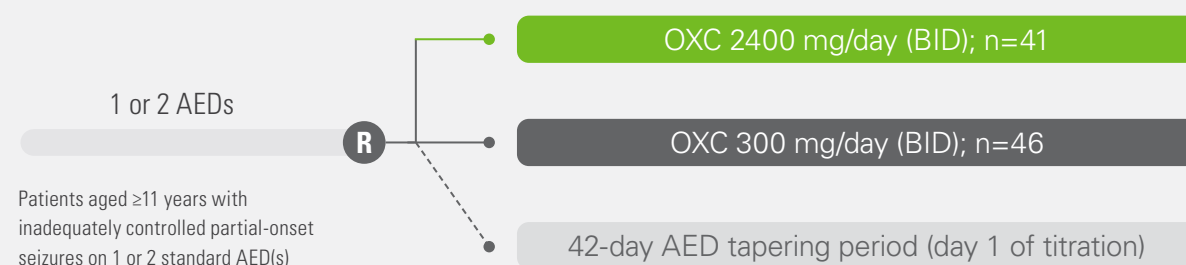 OXC 2400 mg/day (BID); n=41
1 or 2 AEDs
R
OXC 300 mg/day (BID); n=46
Patients aged ≥11 years with
inadequately controlled partial-onset
seizures on 1 or 2 standard AED(s)
42-day AED tapering period (day 1 of titration)